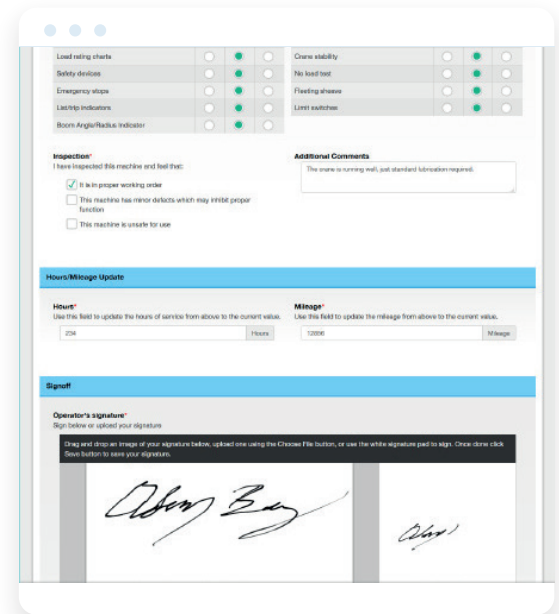 Load rating charts
Crane stability
Safety devices
No load test
Emergency stops
Fleeting sheave
List/trip indicators
Limit switches
Boom Angle/Radius Indicator
Inspection*
I have inspected this machine and feel that:
It is in proper working order
This machine has minor defects which may inhibit proper
function
This machine is unsafe for use
Additional Comments
The crane is running well, just standard lubrication required.
Hours/Mileage Update
Hours*
Use this field to update the hours of service from above to the current value.
234 Hours
Mileage*
Use this field to update the mileage from above to the current value.
12898 Mileage
Signoff
Operator's signature*
Sign below or upload your signature
Drag and drop an image of your signature below, upload one using the Choose File button, or use the white signature pad to sign. Once done click
Save button to save your signature.